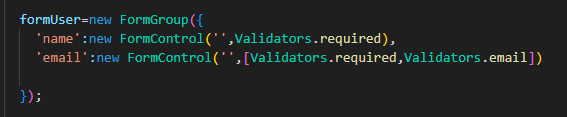 formUser=new FormGroup({
'name':new FormControl('',Validators.required),
'email':new FormControl('',[Validators.required,Validators.email])
});